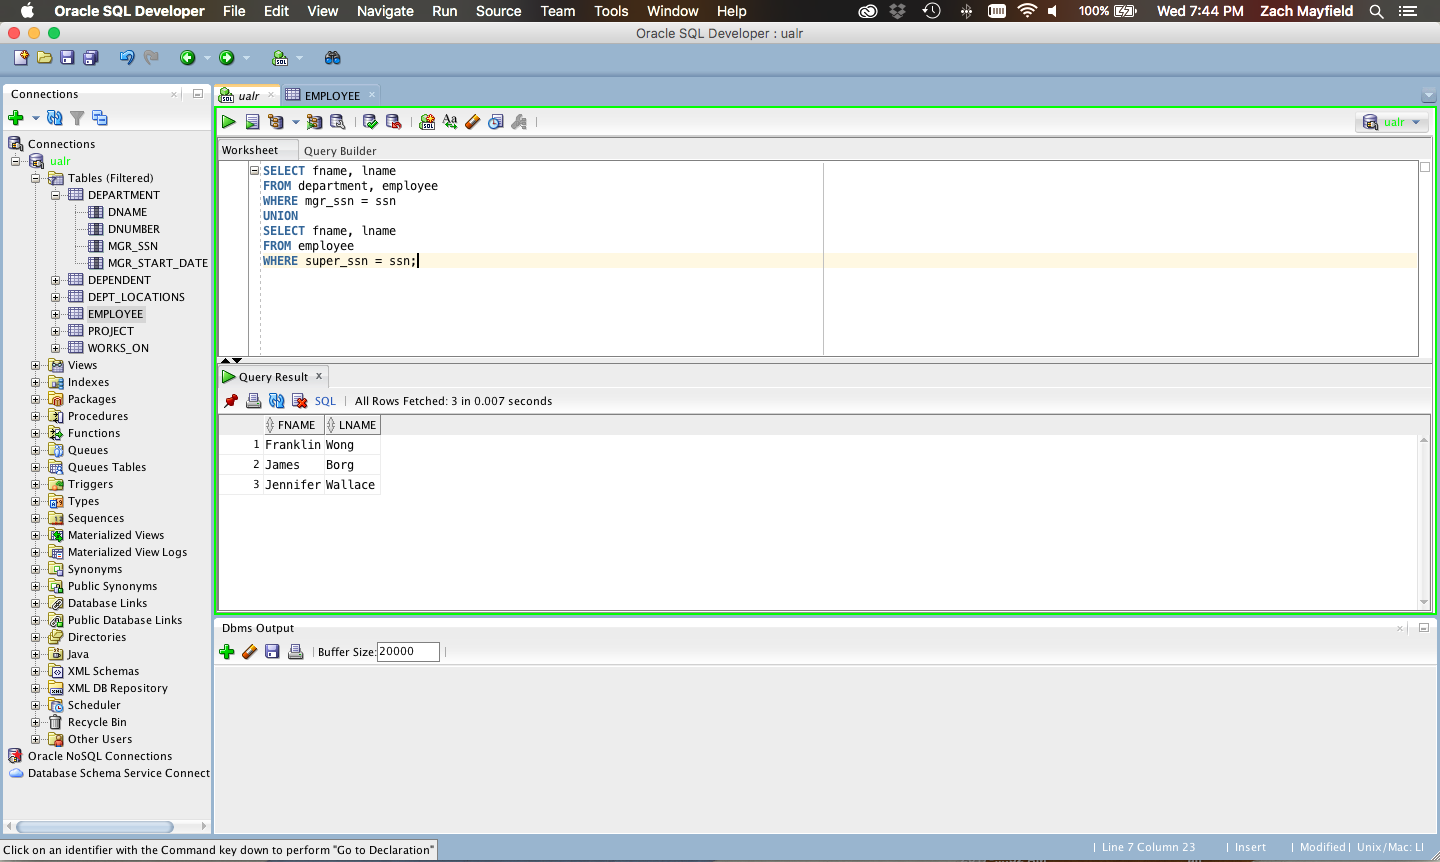 Oracle SQL Developer File Edit View Navigate Run Source Team Tools Window Help 100% Wed 7:44 PM Zach Mayfield
Oracle SQL Developer : ualr
Connections
Connections
ualr
Tables (Filtered)
DEPARTMENT
DNAME
DNUMBER
MGR_SSN
MGR_START_DATE
DEPENDENT
DEPT_LOCATIONS
EMPLOYEE
PROJECT
WORKS_ON
Views
Indexes
Packages
Procedures
Functions
Queues
Queues Tables
Triggers
Types
Sequences
Materialized Views
Materialized View Logs
Synonyms
Public Synonyms
Database Links
Public Database Links
Directories
Java
XML Schemas
XML DB Repository
Scheduler
Recycle Bin
Other Users
Oracle NoSQL Connections
Database Schema Service Connect
ualr EMPLOYEE
ualr
Worksheet Query Builder
SELECT fname, lname
FROM department, employee
WHERE mgr_ssn = ssn
UNION
SELECT fname, lname
FROM employee
WHERE super_ssn = ssn;
Query Result
SQL | All Rows Fetched: 3 in 0.007 seconds
FNAME LNAME
1 Franklin Wong
2 James Borg
3 Jennifer Wallace
Dbms Output
Buffer Size: 20000
Click on an identifier with the Command key down to perform "Go to Declaration"
| Line 7 Column 23 | Insert | Modified | Unix/Mac: LI